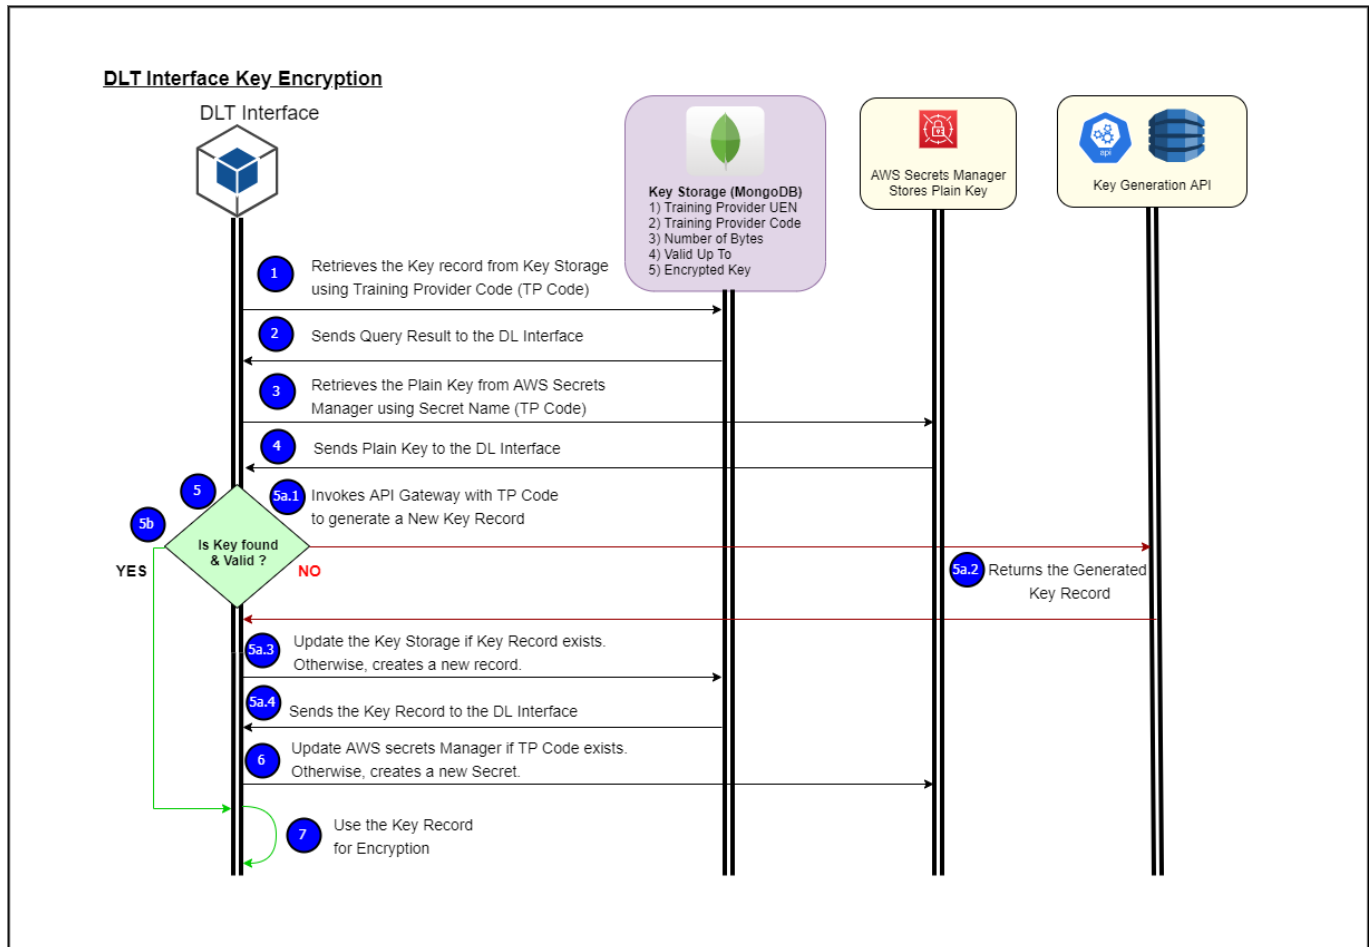 DLT Interface Key Encryption
DLT Interface
Key Storage (MongoDB)
1) Training Provider UEN
2) Training Provider Code
3) Number of Bytes
4) Valid Up To
5) Encrypted Key
AWS Secrets Manager
Stores Plain Key
api
Key Generation API
1
Retrieves the Key record from Key Storage
using Training Provider Code (TP Code)
2
Sends Query Result to the DL Interface
3
Retrieves the Plain Key from AWS Secrets
Manager using Secret Name (TP Code)
4
Sends Plain Key to the DL Interface
5
5a.1
Invokes API Gateway with TP Code
to generate a New Key Record
5b
Is Key found
& Valid ?
YES
NO
5a.2
Returns the Generated
Key Record
5a.3
Update the Key Storage if Key Record exists.
Otherwise, creates a new record.
5a.4
Sends the Key Record to the DL Interface
6
Update AWS secrets Manager if TP Code exists.
Otherwise, creates a new Secret.
7
Use the Key Record
for Encryption